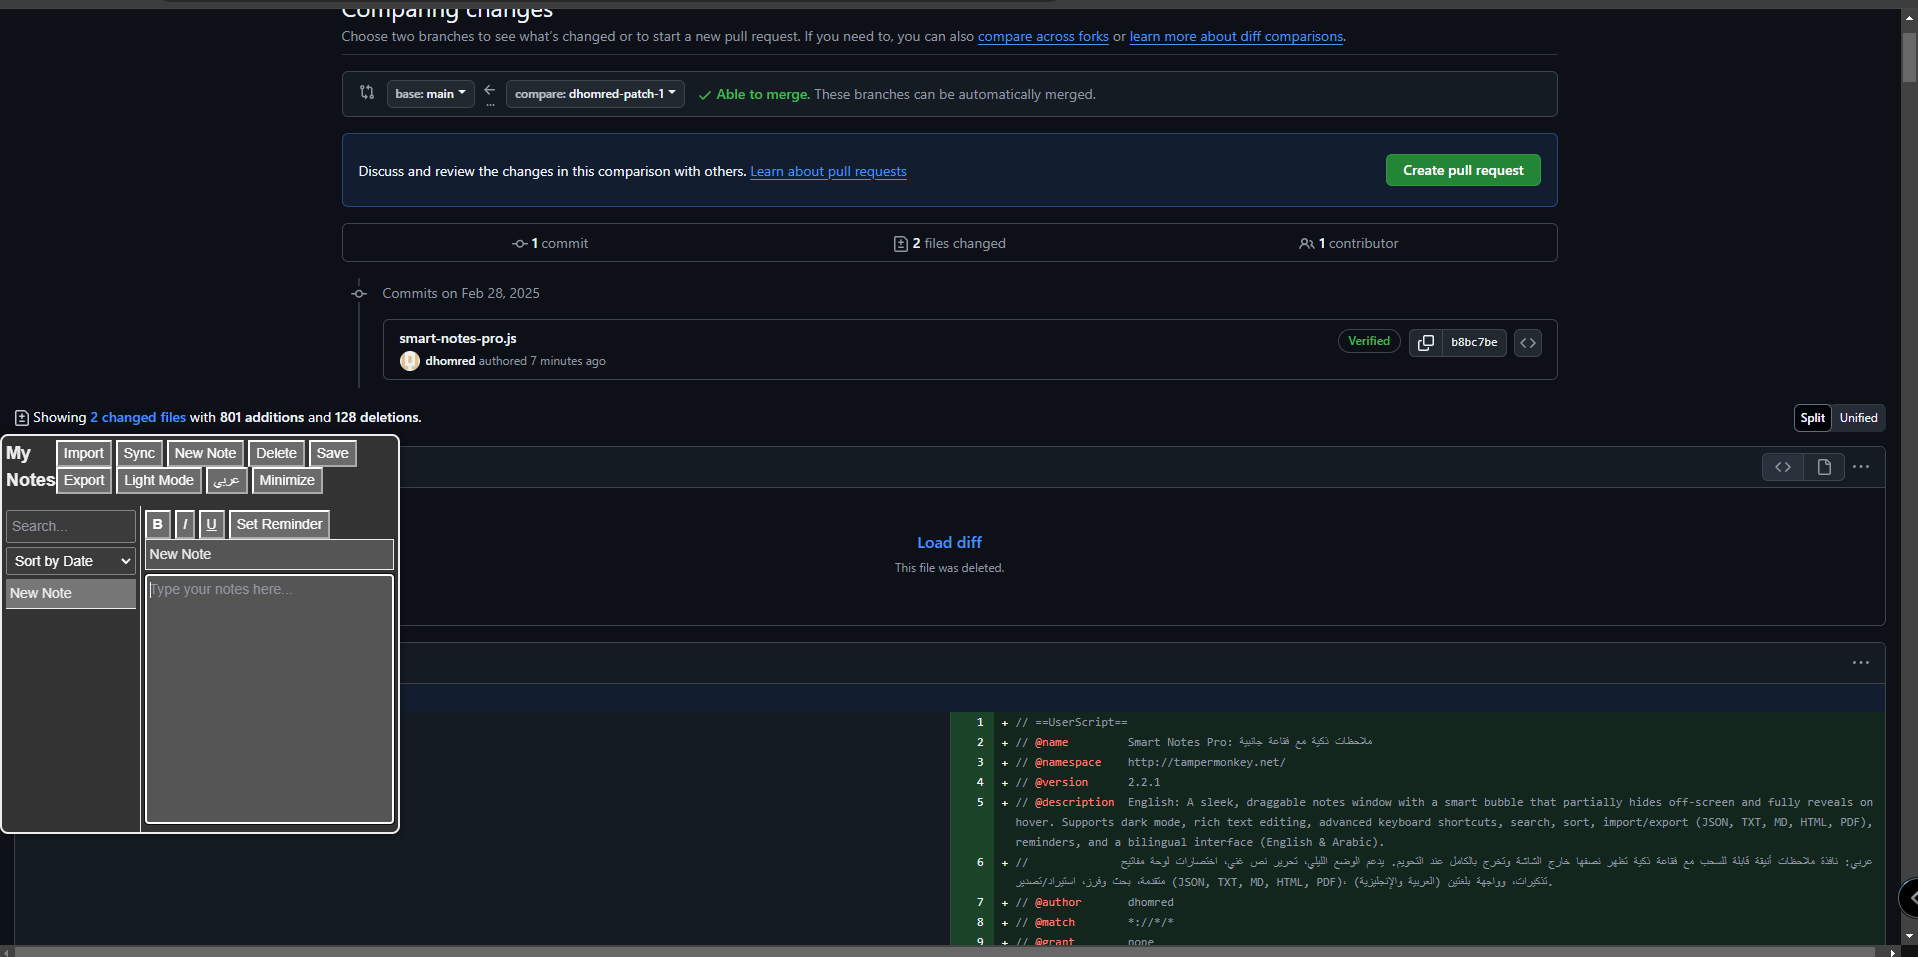 Comparing changes
Choose two branches to see what's changed or to start a new pull request. If you need to, you can also compare across forks or learn more about diff comparisons.
base: main
compare: dhomred-patch-1
Able to merge. These branches can be automatically merged.
Discuss and review the changes in this comparison with others. Learn about pull requests
Create pull request
1 commit
2 files changed
1 contributor
Commits on Feb 28, 2025
smart-notes-pro.js
dhomred authored 7 minutes ago
Verified
b8bc7be
Showing 2 changed files with 801 additions and 128 deletions.
Split
Unified
My Notes
Import
Sync
New Note
Delete
Save
Export
Light Mode
عربي
Minimize
Search...
Sort by Date
New Note
B
I
U
Set Reminder
New Note
Type your notes here...
Load diff
This file was deleted.
1 + // ==UserScript==
2 + // @name Smart Notes Pro: ملاحظات ذكية مع فقاعة جانبية
3 + // @namespace http://tampermonkey.net/
4 + // @version 2.2.1
5 + // @description English: A sleek, draggable notes window with a smart bubble that partially hides off-screen and fully reveals on
hover. Supports dark mode, rich text editing, advanced keyboard shortcuts, search, sort, import/export (JSON, TXT, MD, HTML, PDF),
reminders, and a bilingual interface (English & Arabic).
6 + // عربي: نافذة ملاحظات أنيقة قابلة للسحب مع فقاعة ذكية تظهر نصفها خارج الشاشة وتخرج بالكامل عند التحويم. يدعم الوضع الليلي، تحرير نص غني، اختصارات لوحة مفاتيح
متقدمة، بحث وفرز، استيراد/تصدير (JSON, TXT, MD, HTML, PDF)، تذكيرات، وواجهة بلغتين (العربية والإنجليزية).
7 + // @author dhomred
8 + // @match *://*/*
9 + // @grant none